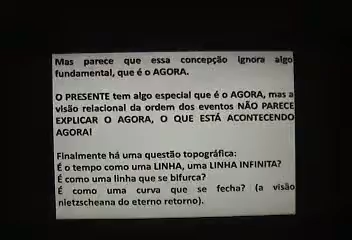 Mas parece que essa concepção ignora algo
fundamental, que é o AGORA.
O PRESENTE tem algo especial que é o AGORA, mas a
visão relacional da ordem dos eventos NÃO PARECE
EXPLICAR O AGORA, O QUE ESTÁ ACONTECENDO
AGORA!
Finalmente há uma questão topográfica:
É o tempo como uma LINHA, uma LINHA INFINITA?
É como uma linha que se bifurca?
É como uma curva que se fecha? (a visão
nietzscheana do eterno retorno).